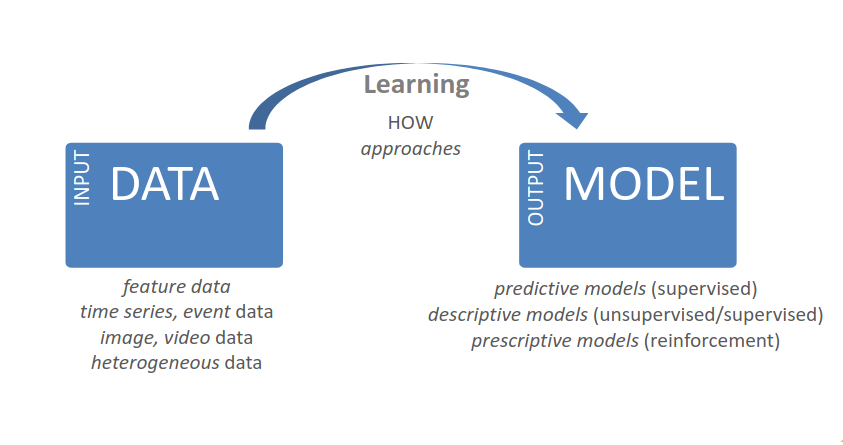 Learning
HOW
approaches
INPUT
DATA
OUTPUT
MODEL
feature data
time series, event data
image, video data
heterogeneous data
predictive models (supervised)
descriptive models (unsupervised/supervised)
prescriptive models (reinforcement)